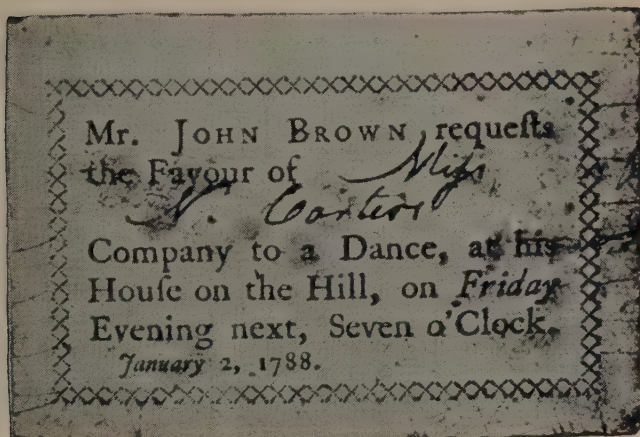 Mr. JOHN BROWN requeſts
the Favour of Miſs
N. Carters
Company to a Dance, at his
Houſe on the Hill, on Friday
Evening next, Seven o'Clock.
January 2, 1788.